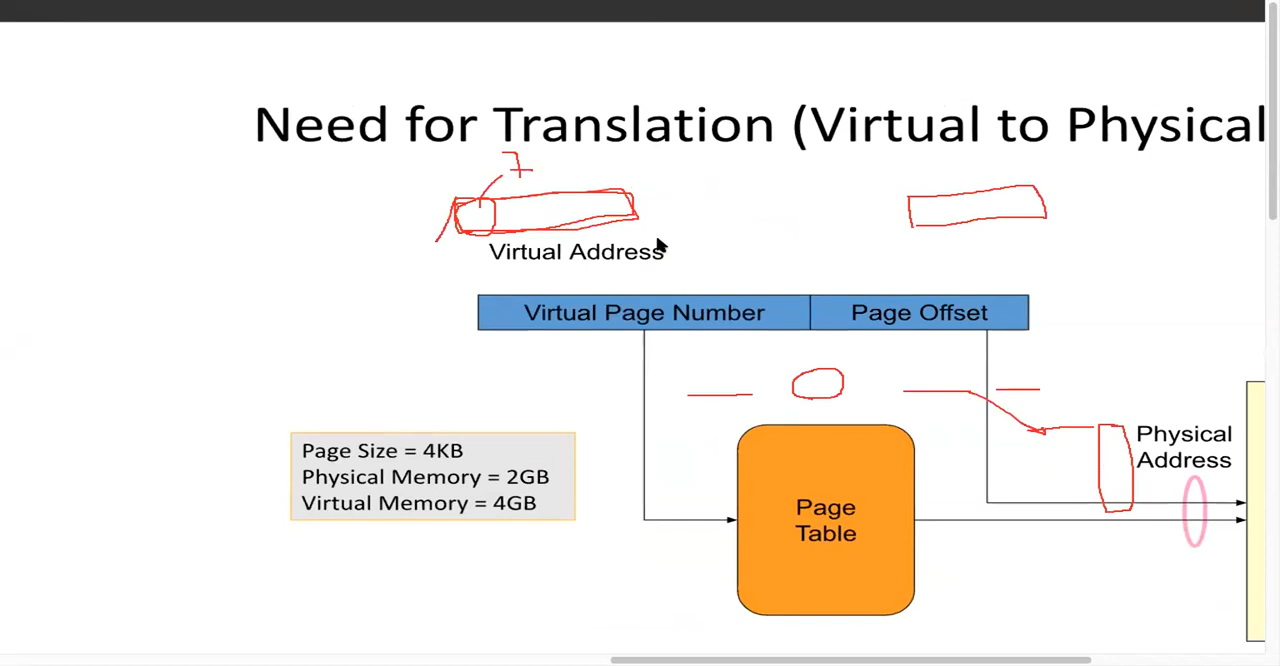 Need for Translation (Virtual to Physical
7
Virtual Address
Virtual Page Number
Page Offset
Physical
Address
Page Size = 4KB
Physical Memory = 2GB
Virtual Memory = 4GB
Page
Table